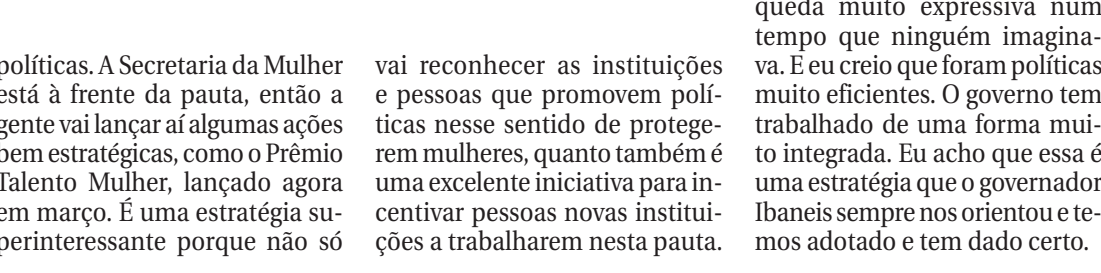 políticas. A Secretaria da Mulher
está à frente da pauta, então a
gente vai lançar aí algumas ações
bem estratégicas, como o Prêmio
Talento Mulher, lançado agora
em março. É uma estratégia su-
perinteressante porque não só
vai reconhecer as instituições
e pessoas que promovem polí-
ticas nesse sentido de protege-
rem mulheres, quanto também é
uma excelente iniciativa para in-
centivar pessoas novas institui-
ções a trabalharem nesta pauta.
queda muito expressiva num
tempo que ninguém imagina-
va. E eu creio que foram políticas
muito eficientes. O governo tem
trabalhado de uma forma mui-
to integrada. Eu acho que essa é
uma estratégia que o governador
Ibaneis sempre nos orientou e te-
mos adotado e tem dado certo.